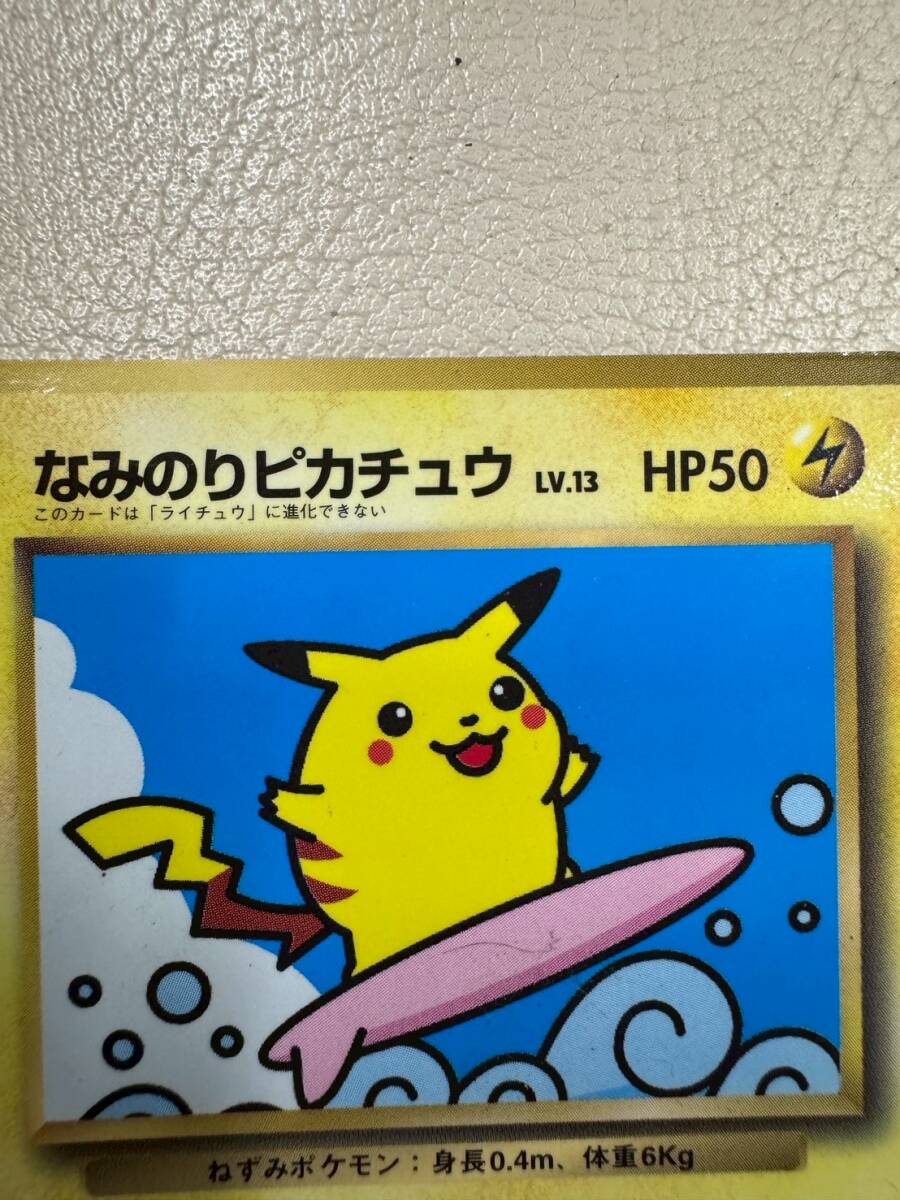 なみのりピカチュウ LV.13 HP50
このカードは「ライチュウ」に進化できない
ねずみポケモン：身長0.4m、体重6Kg